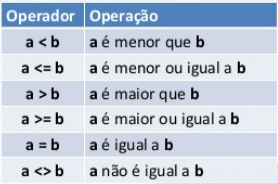 Operador Operação
a < b a é menor que b
a <= b a é menor ou igual a b
a > b a é maior que b
a >= b a é maior ou igual a b
a = b a é igual a b
a <> b a não é igual a b